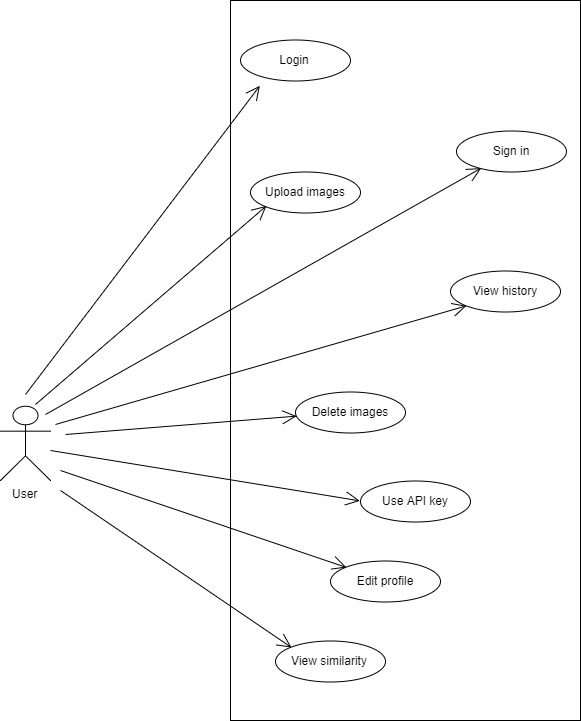 Login
Sign in
Upload images
View history
Delete images
User
Use API key
Edit profile
View similarity